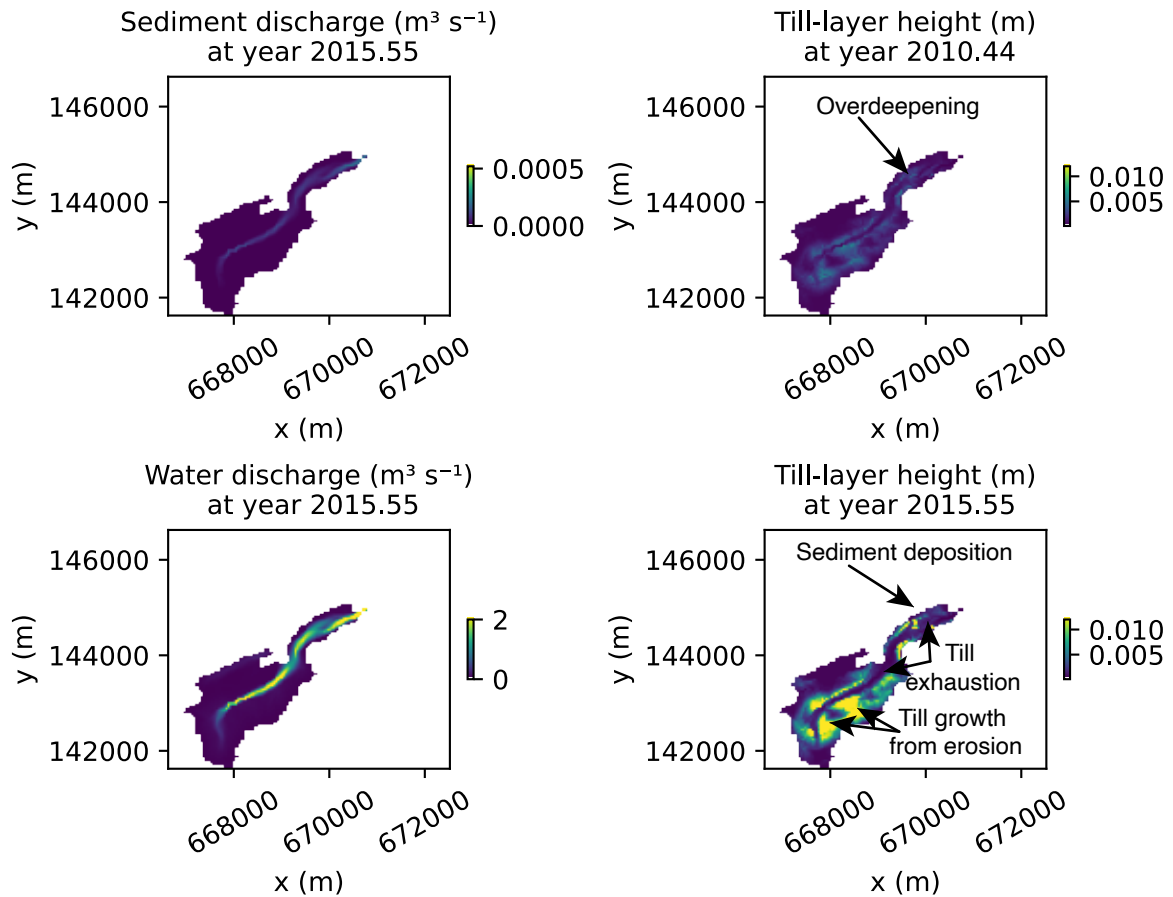 Sediment discharge (m³ s⁻¹)
at year 2015.55
146000
144000
142000
y (m)
668000
670000
672000
x (m)
0.0005
0.0000
Till-layer height (m)
at year 2010.44
Overdeepening
146000
144000
142000
y (m)
668000
670000
672000
x (m)
0.010
0.005
Water discharge (m³ s⁻¹)
at year 2015.55
146000
144000
142000
y (m)
668000
670000
672000
x (m)
2
0
Till-layer height (m)
at year 2015.55
Sediment deposition
Till
exhaustion
Till growth
from erosion
146000
144000
142000
y (m)
668000
670000
672000
x (m)
0.010
0.005